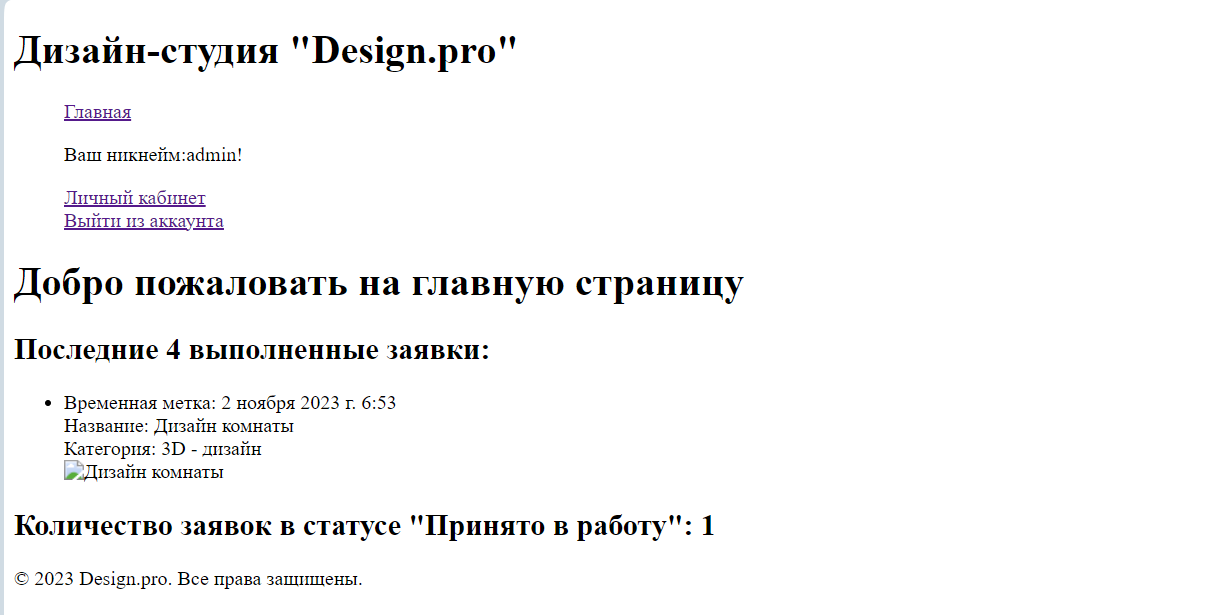 Дизайн-студия "Design.pro"
Главная
Ваш никнейм:admin!
Личный кабинет
Выйти из аккаунта
Добро пожаловать на главную страницу
Последние 4 выполненные заявки:
• Временная метка: 2 ноября 2023 г. 6:53
Название: Дизайн комнаты
Категория: 3D - дизайн
Дизайн комнаты
Количество заявок в статусе "Принято в работу": 1
© 2023 Design.pro. Все права защищены.